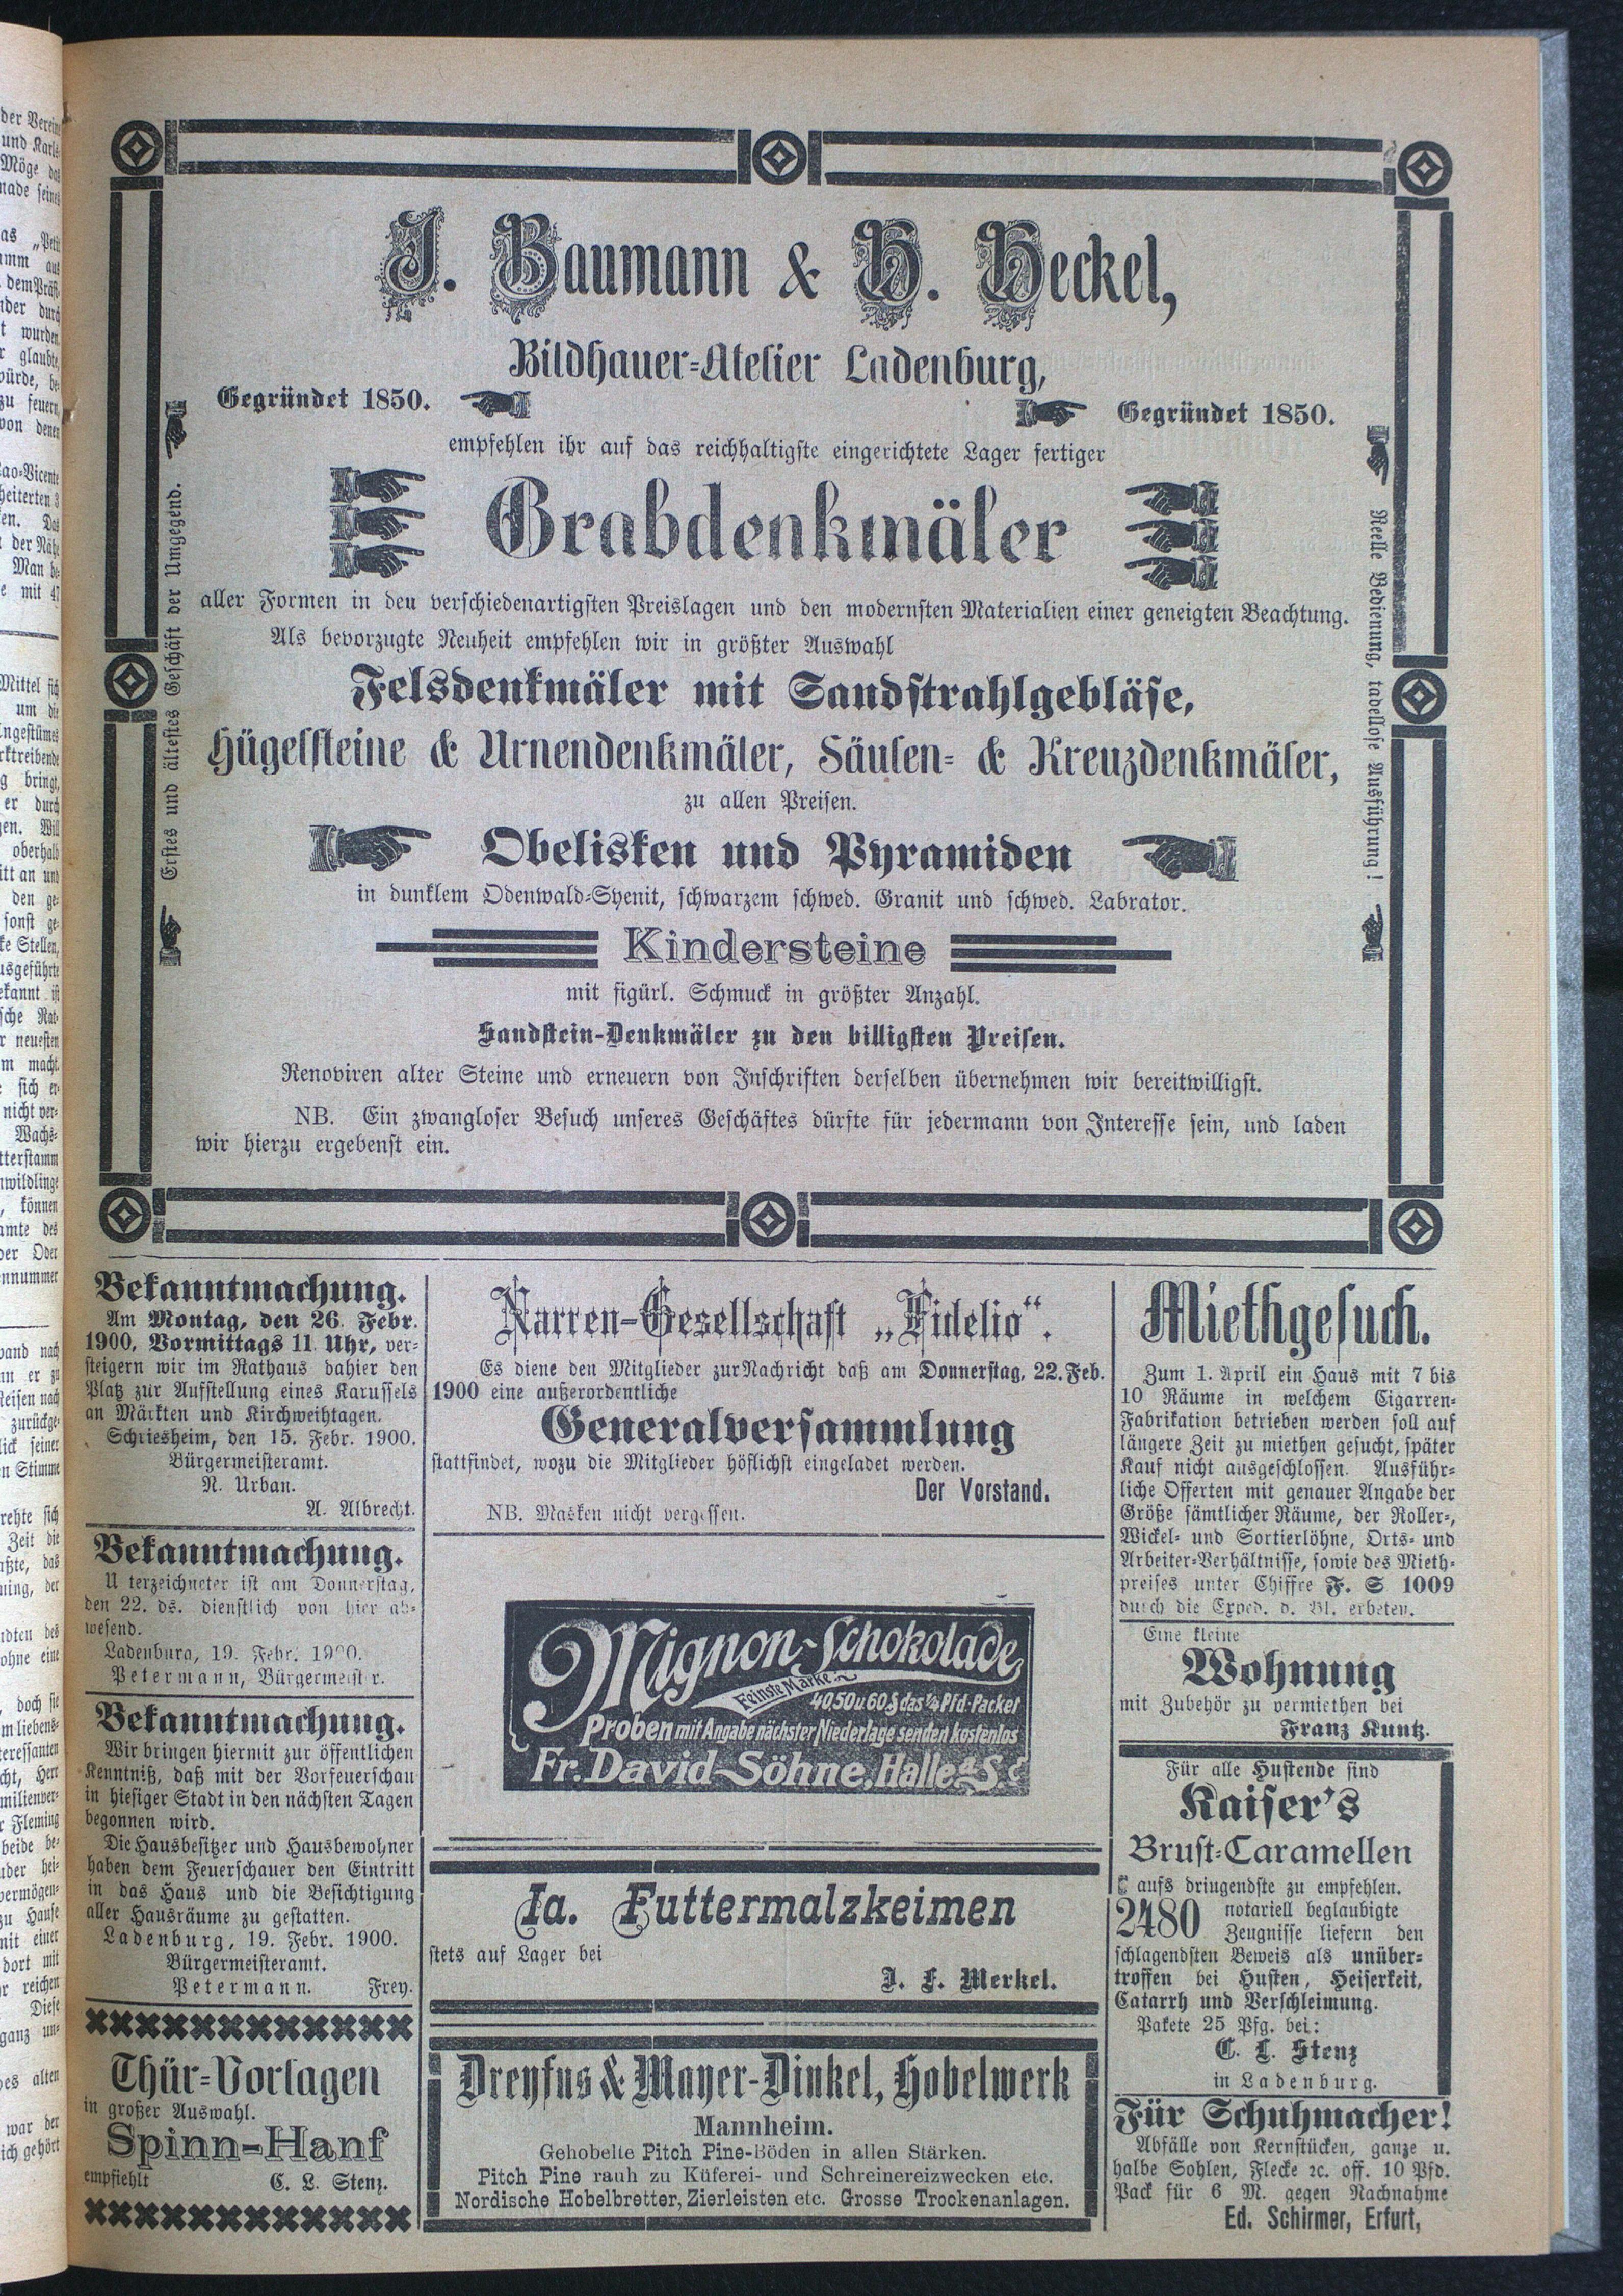 J. Baumann & H. Heckel,
Bildhauer-Atelier Ladenburg,
Gegründet 1850. Gegründet 1850.
empfehlen ihr auf das reichhaltigste eingerichtete Lager fertiger
Grabdenkmäler
aller Formen in den verschiedenartigsten Preislagen und den modernsten Materialien einer geneigten Beachtung.
Als bevorzugte Neuheit empfehlen wir in größter Auswahl
Felsdenkmäler mit Sandstrahlgebläse,
Hügelsteine & Urnendenkmäler, Säulen- & Kreuzdenkmäler,
zu allen Preisen.
Obelisken und Pyramiden
in dunklem Odenwald-Syenit, schwarzem schwed. Granit und schwed. Labrator.
Kindersteine
mit figürl. Schmuck in größter Anzahl.
Sandstein-Denkmäler zu den billigsten Preisen.
Renoviren alter Steine und erneuern von Inschriften derselben übernehmen wir bereitwilligst.
NB. Ein zwangloser Besuch unseres Geschäftes dürfte für jedermann von Interesse sein, und laden
wir hierzu ergebenst ein.
Erstes und ältestes Geschäft der Umgegend.
Reelle Bedienung, tadellose Ausführung!
Bekanntmachung.
Am Montag, den 26. Febr.
1900, Vormittags 11 Uhr, ver-
steigern wir im Rathaus dahier den
Platz zur Aufstellung eines Karussels
an Märkten und Kirchweihtagen.
Schriesheim, den 15. Febr. 1900.
Bürgermeisteramt.
N. Urban.
A. Albrecht.
Bekanntmachung.
U terzeichneter ist am Donnerstag,
den 22. ds. dienstlich von hier ab-
wesend.
Ladenburg, 19. Febr. 1900.
Petermann, Bürgermeist r.
Bekanntmachung.
Wir bringen hiermit zur öffentlichen
Kenntniß, daß mit der Vorfeuerschau
in hiesiger Stadt in den nächsten Tagen
begonnen wird.
Die Hausbesitzer und Hausbewohner
haben dem Feuerschauer den Eintritt
in das Haus und die Besichtigung
aller Hausräume zu gestatten.
Ladenburg, 19. Febr. 1900.
Bürgermeisteramt.
Petermann. Frey.
Thür-Vorlagen
in großer Auswahl.
Spinn-Hanf
empfiehlt C. L. Stenz.
Narren-Gesellschaft „Fidelio“.
Es diene den Mitglieder zur Nachricht daß am Donnerstag, 22. Feb.
1900 eine außerordentliche
Generalversammlung
stattfindet, wozu die Mitglieder höflichst eingeladet werden.
Der Vorstand.
NB. Masken nicht vergessen.
Mignon-Schokolade
Feinste Marke
40,50 u. 60 ₰ das ¼ Pfd-Packet
Proben mit Angabe nächster Niederlage senden kostenlos
Fr. David Söhne, Halle a. S.
Ia. Futtermalzkeimen
stets auf Lager bei
J. F. Merkel.
Dreyfus & Mayer-Dinkel, Hobelwerk
Mannheim.
Gehobelte Pitch Pine-Böden in allen Stärken.
Pitch Pine rauh zu Küferei- und Schreinereizwecken etc.
Nordische Hobelbretter, Zierleisten etc. Grosse Trockenanlagen.
Miethgesuch.
Zum 1. April ein Haus mit 7 bis
10 Räume in welchem Cigarren-
Fabrikation betrieben werden soll auf
längere Zeit zu miethen gesucht, später
Kauf nicht ausgeschlossen. Ausführ-
liche Offerten mit genauer Angabe der
Größe sämtlicher Räume, der Roller-,
Wickel- und Sortierlöhne, Orts- und
Arbeiter-Verhältnisse, sowie des Mieth-
preises unter Chiffre F. S 1009
durch die Exped. d. Bl. erbeten.
Eine kleine
Wohnung
mit Zubehör zu vermiethen bei
Franz Kuntz.
Für alle Hustende sind
Kaiser's
Brust-Caramellen
aufs dringendste zu empfehlen.
2480 notariell beglaubigte
Zeugnisse liefern den
schlagendsten Beweis als unüber-
troffen bei Husten, Heiserkeit,
Catarrh und Verschleimung.
Pakete 25 Pfg. bei:
C. L. Stenz
in Ladenburg.
Für Schuhmacher!
Abfälle von Kernstücken, ganze u.
halbe Sohlen, Flecke ꝛc. off. 10 Pfd.
Pack für 6 M. gegen Nachnahme
Ed. Schirmer, Erfurt,